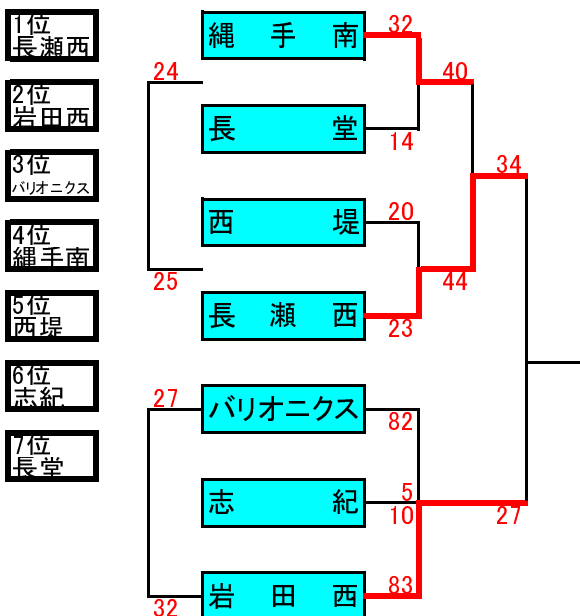 1位
長瀬西
2位
岩田西
3位
バリオニクス
4位
縄手南
5位
西堤
6位
志紀
7位
長堂
縄手南
32
24
40
長堂
14
34
西堤
20
25
44
長瀬西
23
27
バリオニクス
82
志紀
5
10
27
岩田西
83
32